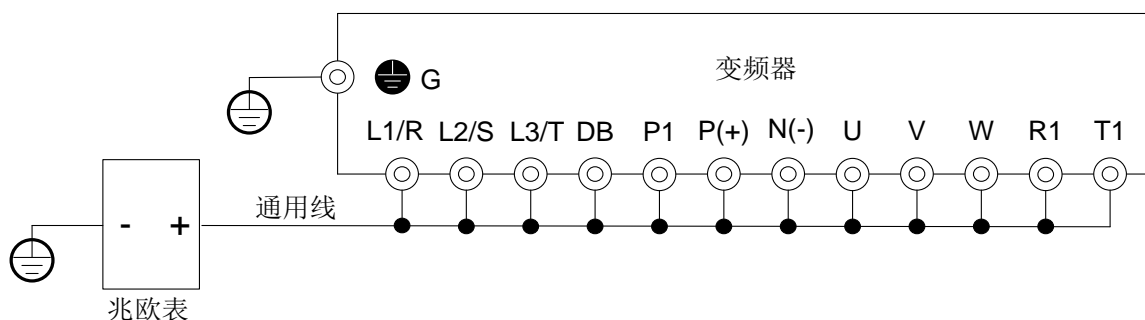 变频器
G
L1/R L2/S L3/T DB P1 P(+) N(-) U V W R1 T1
通用线
- +
兆欧表